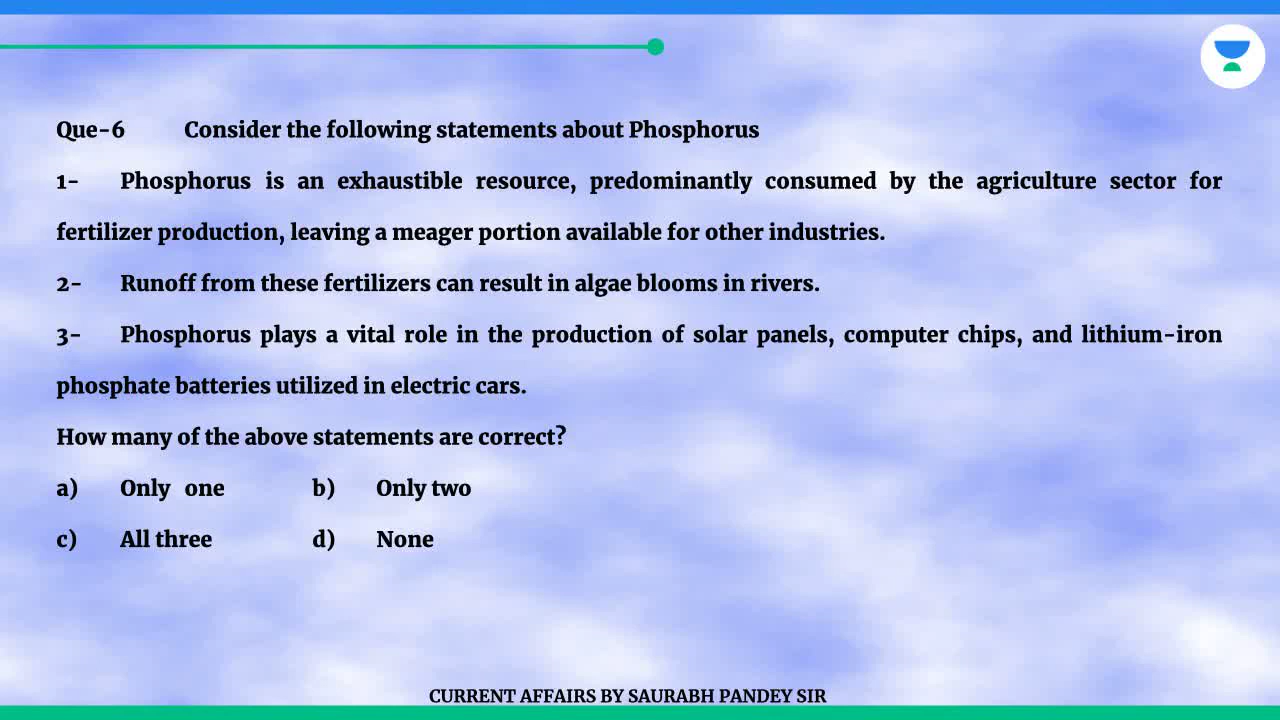 Que-6 Consider the following statements about Phosphorus
1- Phosphorus is an exhaustible resource, predominantly consumed by the agriculture sector for
fertilizer production, leaving a meager portion available for other industries.
2- Runoff from these fertilizers can result in algae blooms in rivers.
3- Phosphorus plays a vital role in the production of solar panels, computer chips, and lithium-iron
phosphate batteries utilized in electric cars.
How many of the above statements are correct?
a) Only one b) Only two
c) All three d) None
CURRENT AFFAIRS BY SAURABH PANDEY SIR